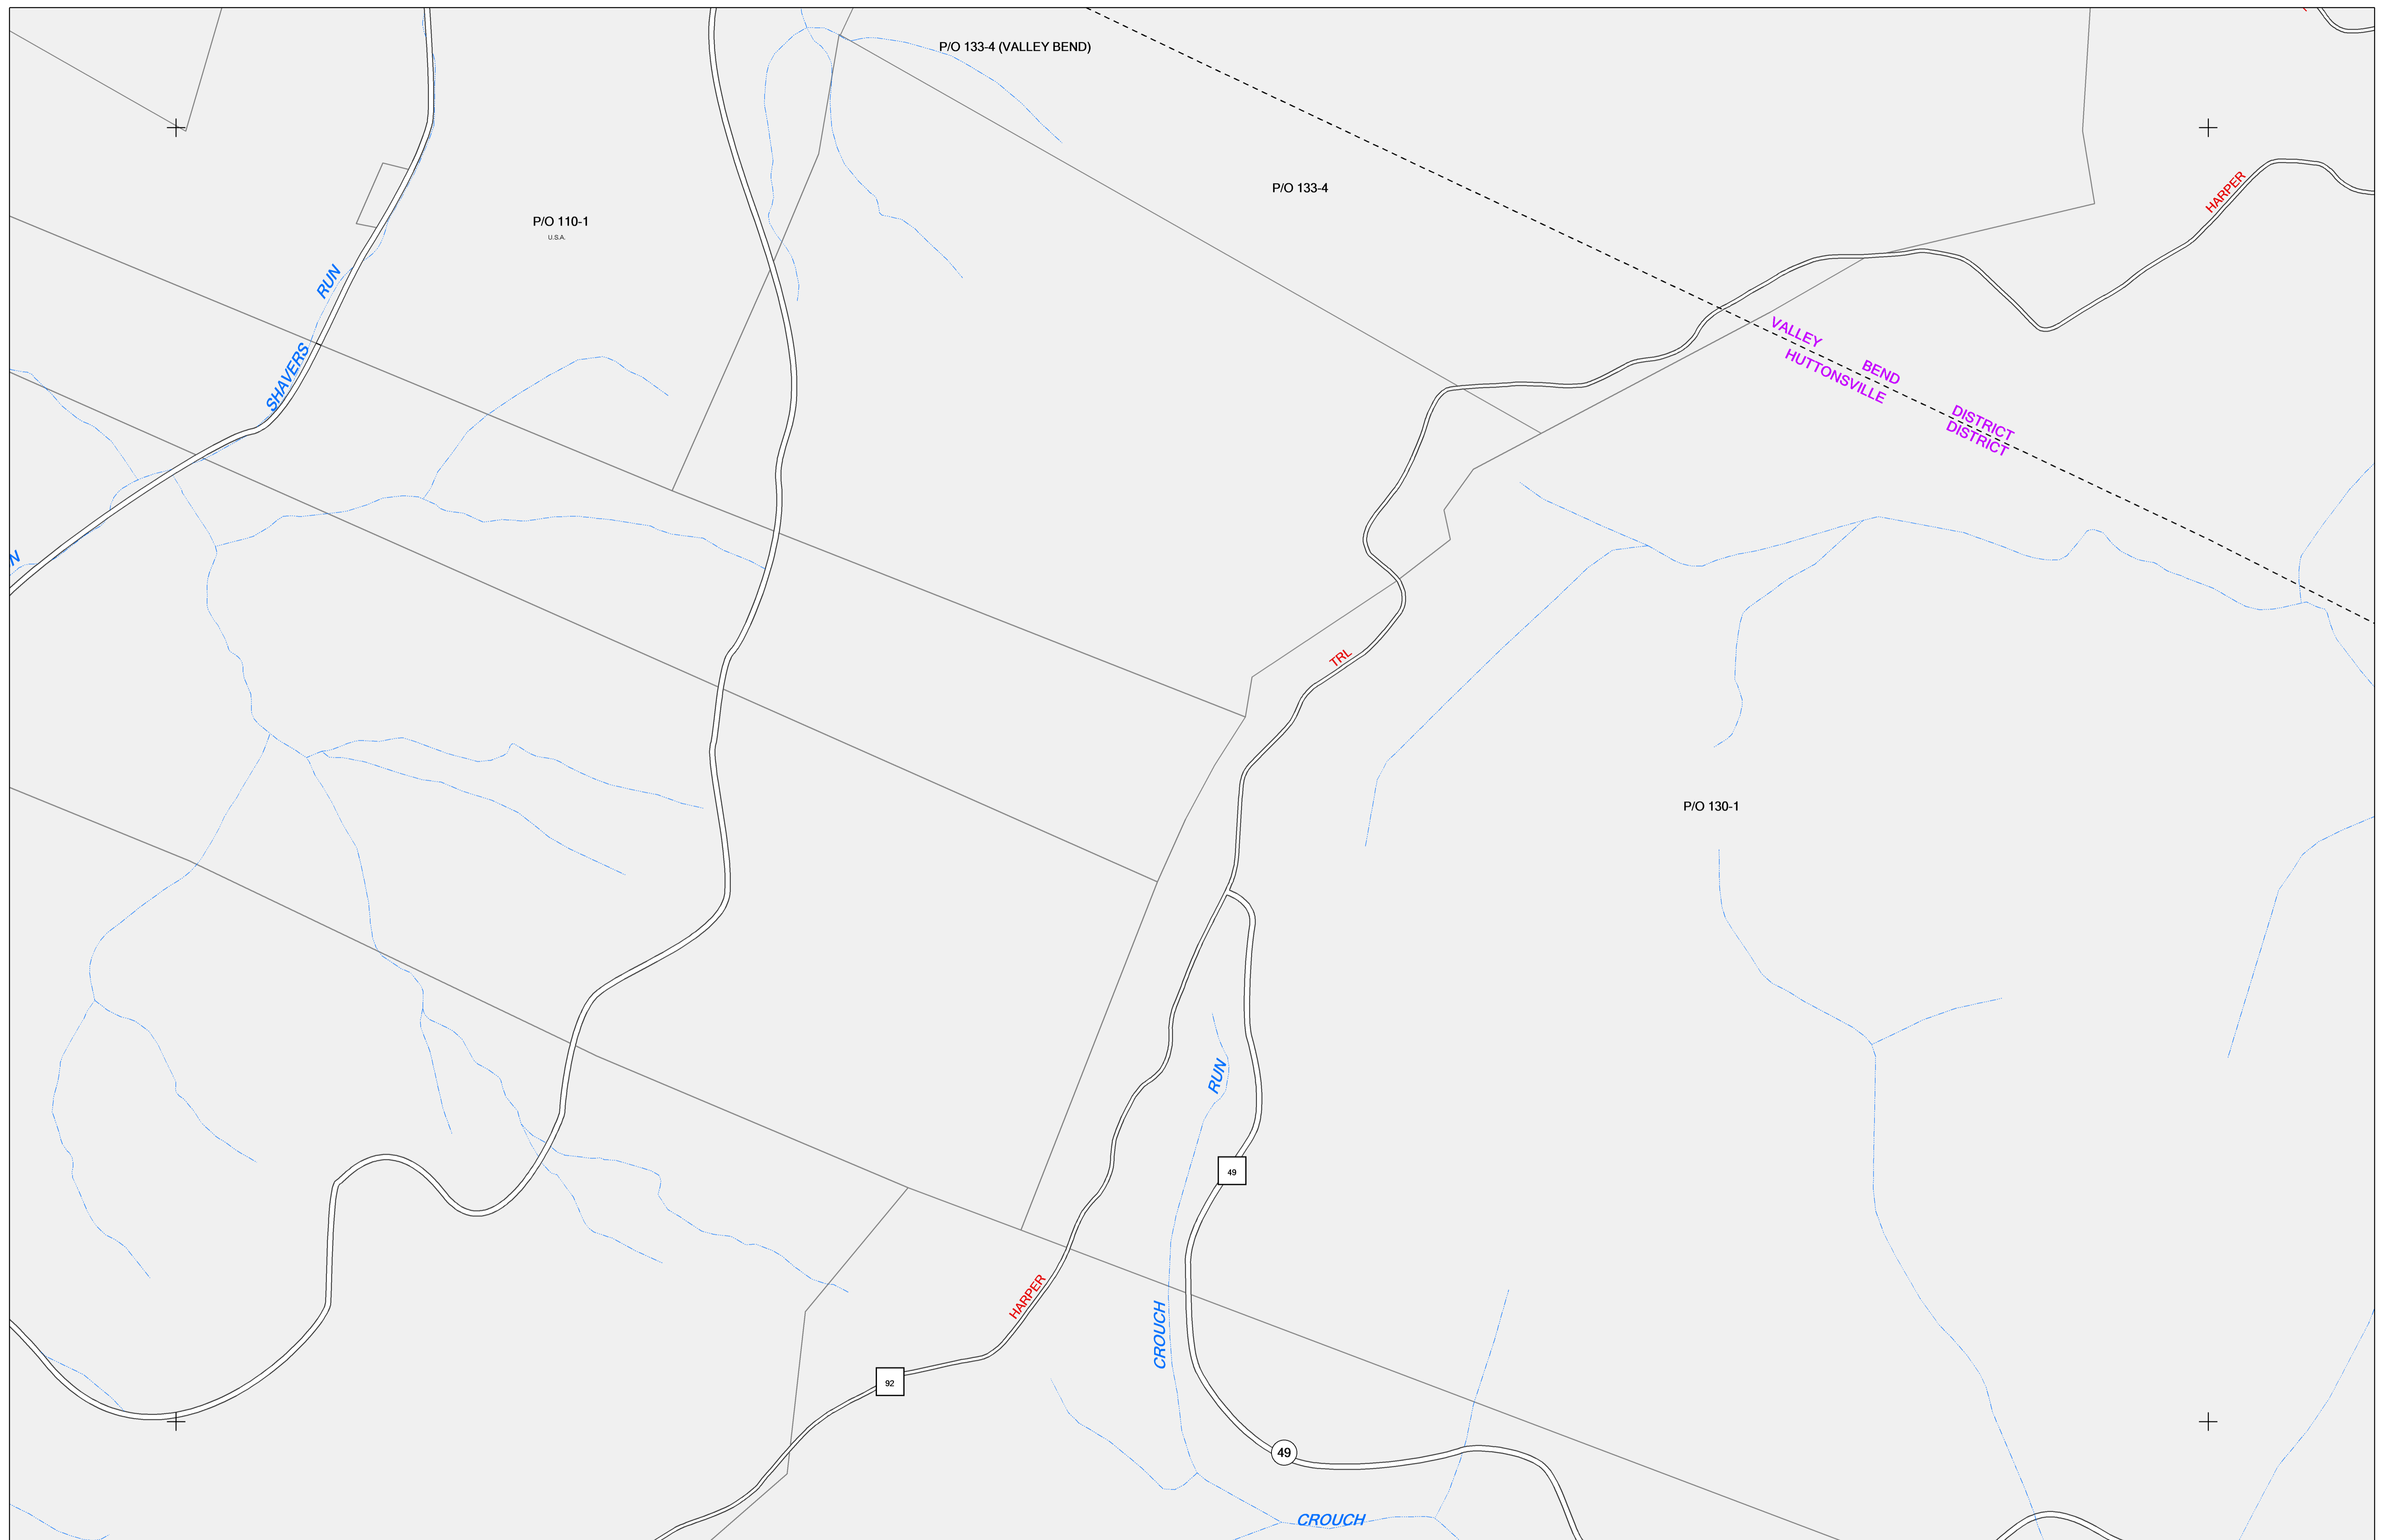 P/O 133-4 (VALLEY BEND)
P/O 133-4
HARPER
P/O 110-1
U.S.A.
SHAVERS RUN
VALLEY BEND DISTRICT
HUTTONSVILLE DISTRICT
N
TRL
P/O 130-1
RUN
49
HARPER
CROUCH
92
49
CROUCH